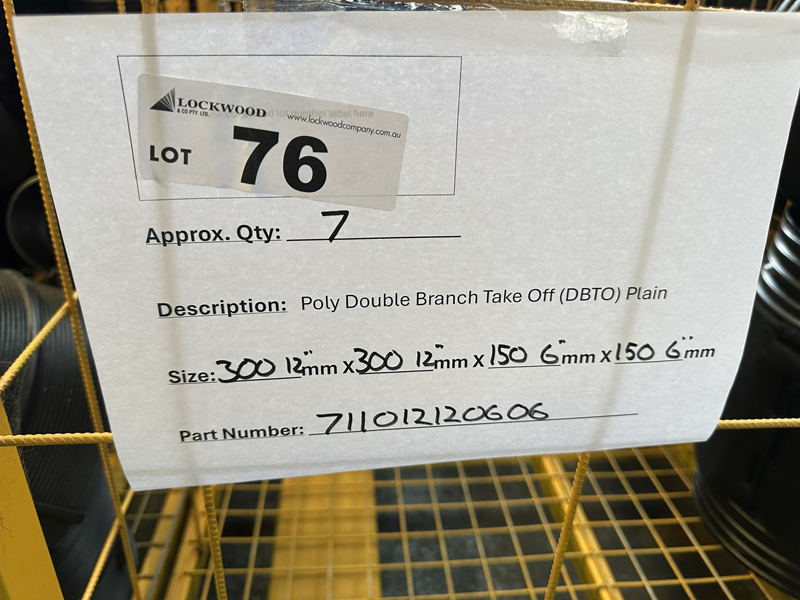 LOCKWOOD
& CO PTY. LTD.
www.lockwoodcompany.com.au
LOT 76
Approx. Qty: 7
Description: Poly Double Branch Take Off (DBTO) Plain
Size: 300 12"mm x 300 12"mm x 150 6"mm x 150 6"mm
Part Number: 711012120606